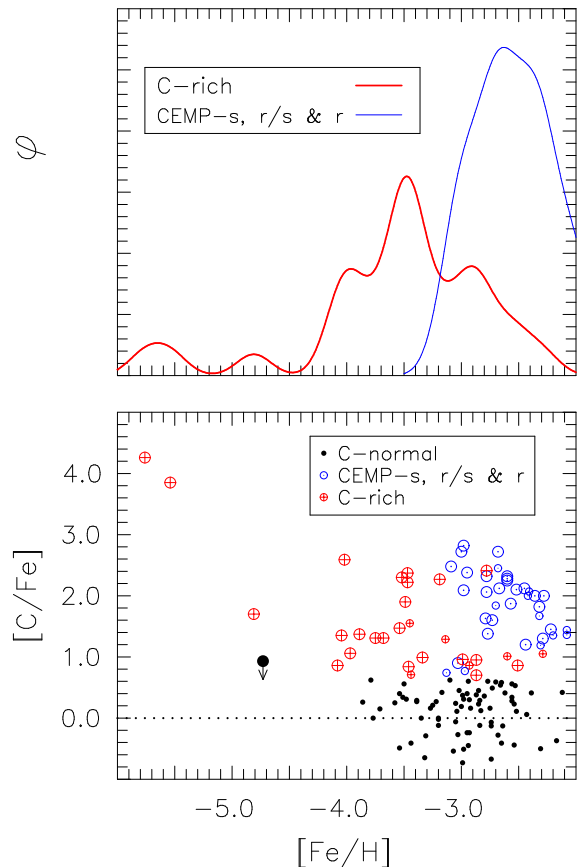 φ
C-rich
CEMP-s, r/s & r
C-normal
CEMP-s, r/s & r
C-rich
[C/Fe]
4.0
3.0
2.0
1.0
0.0
−5.0 −4.0 −3.0
[Fe/H]